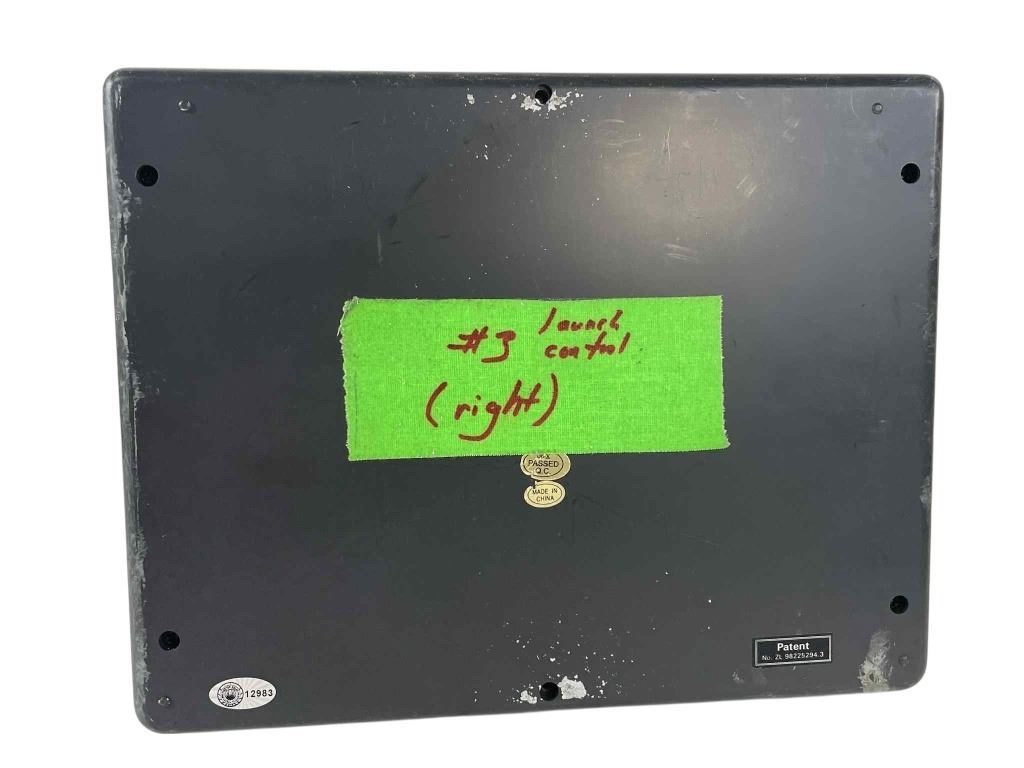 #3 launch
control
(right)
PASSED
Q.C.
MADE IN
CHINA
Patent
No. ZL 98225294.3
12983